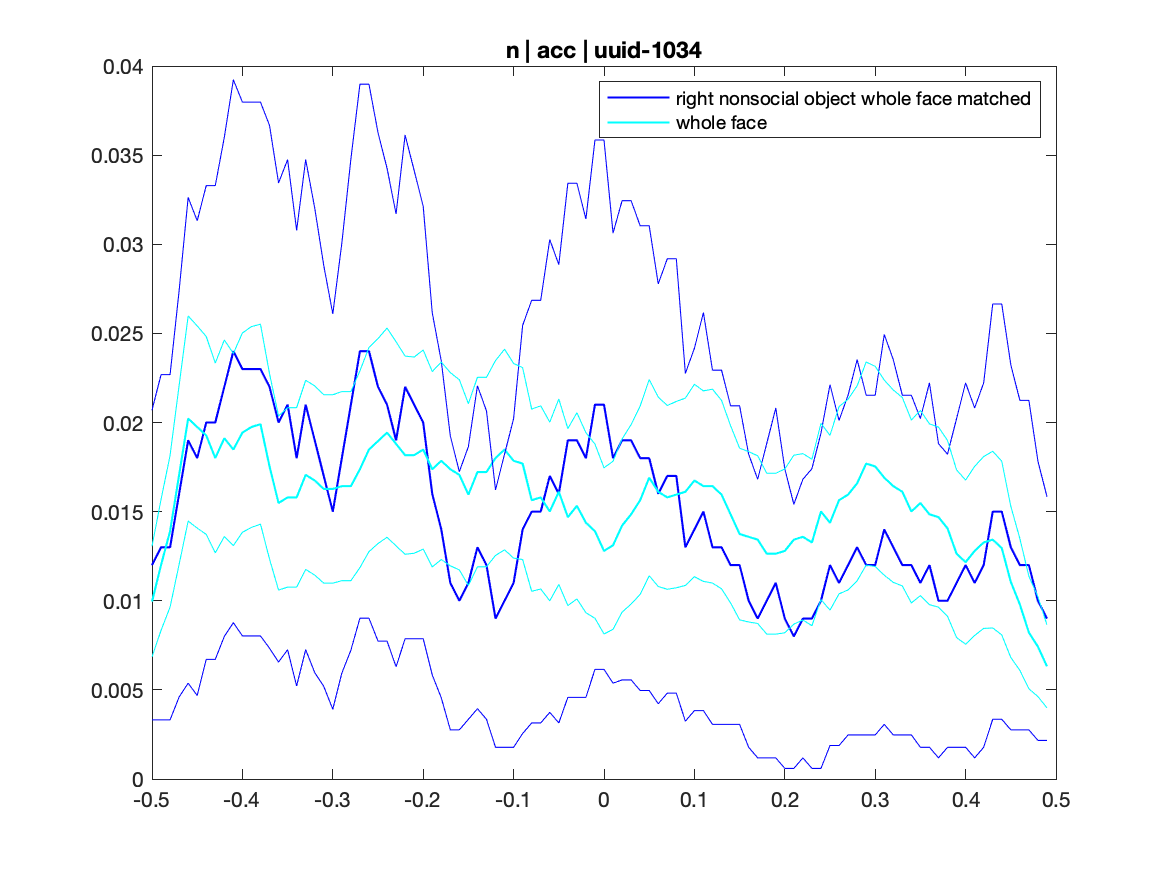 n | acc | uuid-1034
0.04
right nonsocial object whole face matched
whole face
0.035
0.03
0.025
0.02
0.015
0.01
0.005
0
-0.5 -0.4 -0.3 -0.2 -0.1 0 0.1 0.2 0.3 0.4 0.5